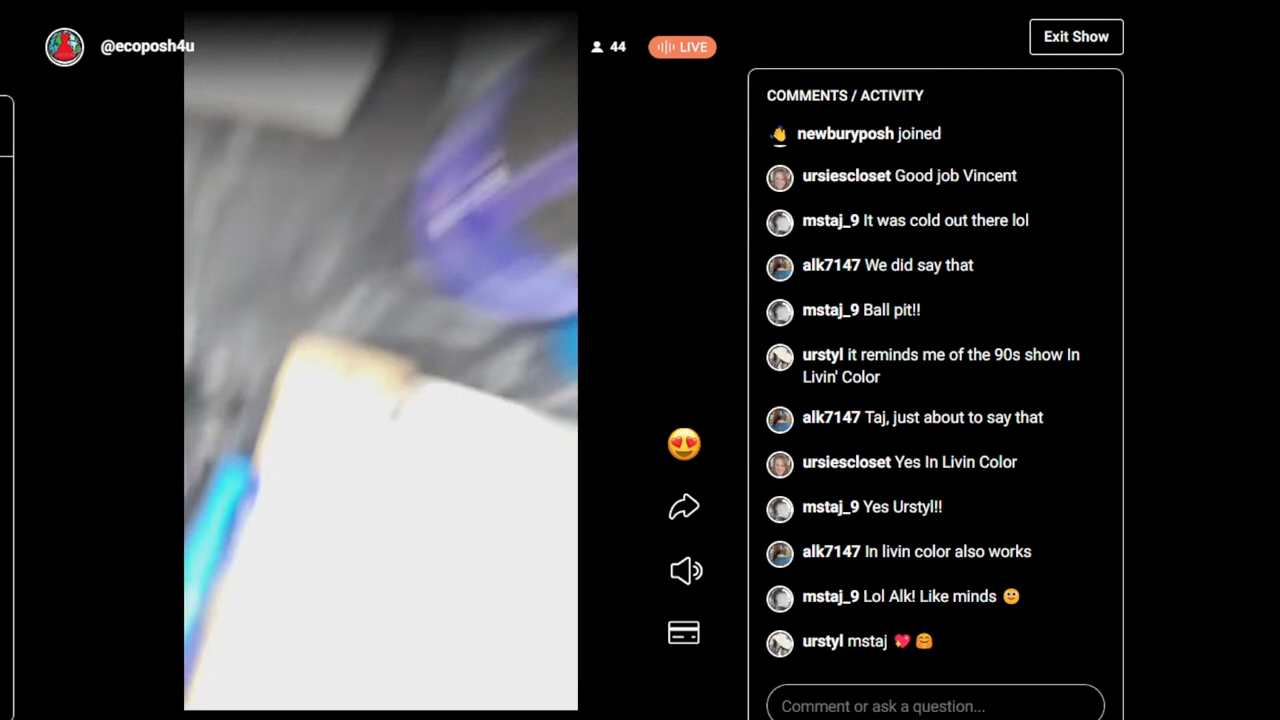 @ecoposh4u
44
LIVE
Exit Show
COMMENTS / ACTIVITY
newburyposh joined
ursiescloset Good job Vincent
mstaj_9 It was cold out there lol
alk7147 We did say that
mstaj_9 Ball pit!!
urstyl it reminds me of the 90s show In
Livin' Color
alk7147 Taj, just about to say that
ursiescloset Yes In Livin Color
mstaj_9 Yes Urstyl!!
alk7147 In livin color also works
mstaj_9 Lol Alk! Like minds 🙂
urstyl mstaj 💖 🤗
Comment or ask a question...